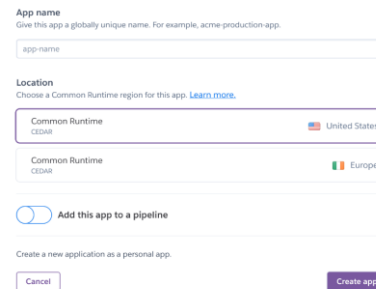 App name
Give this app a globally unique name. For example, acme-production-app.
app-name
Location
Choose a Common Runtime region for this app. Learn more.
Common Runtime
CEDAR
United States
Common Runtime
CEDAR
Europe
Add this app to a pipeline
Create a new application as a personal app.
Cancel
Create app